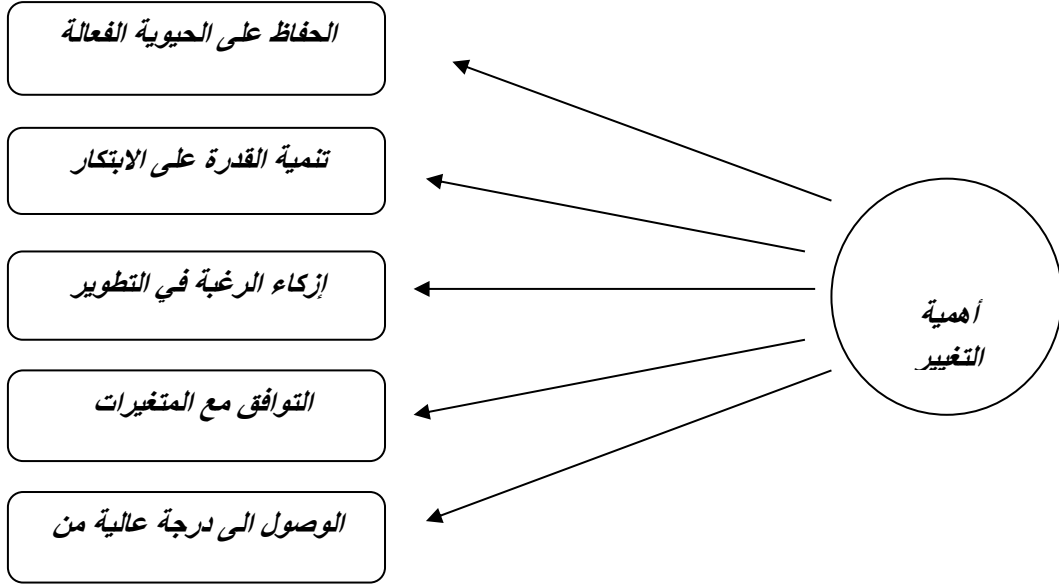 الحفاظ على الحيوية الفعالة
تنمية القدرة على الابتكار
إزكاء الرغبة في التطوير
التوافق مع المتغيرات
الوصول الى درجة عالية من
أهمية
التغيير